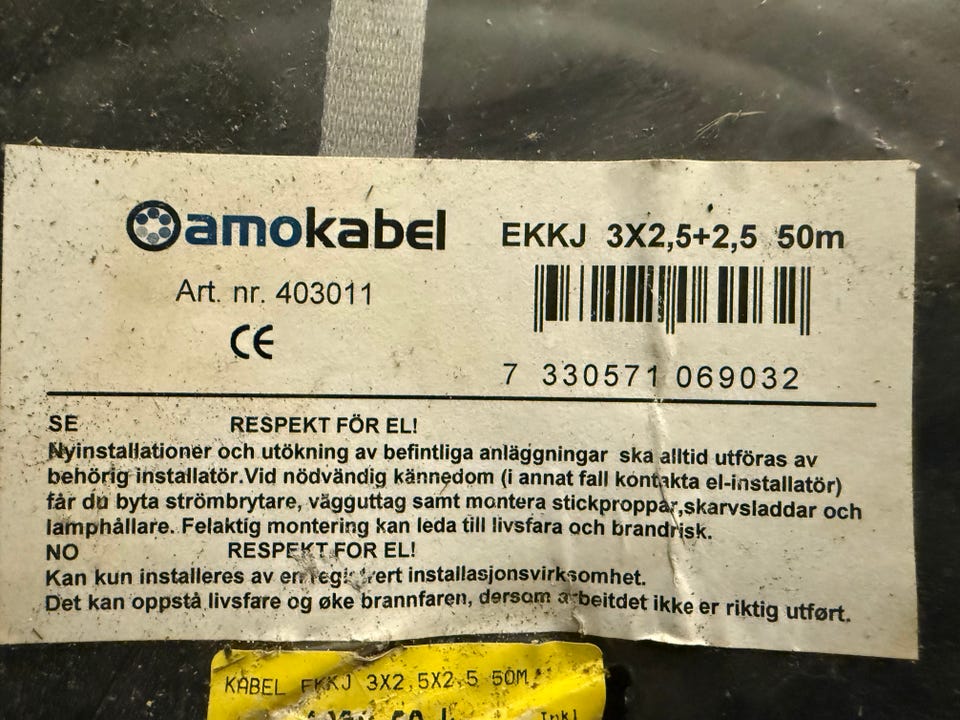 amokabel
EKKJ 3X2,5+2,5 50m
Art. nr. 403011
CE
7 330571 069032
SE RESPEKT FÖR EL!
Nyinstallationer och utökning av befintliga anläggningar ska alltid utföras av
behörig installatör.Vid nödvändig kännedom (i annat fall kontakta el-installatör)
får du byta strömbrytare, vägguttag samt montera stickproppar,skarvsladdar och
lamphållare. Felaktig montering kan leda till livsfara och brandrisk.
NO RESPEKT FOR EL!
Kan kun installeres av en registrert installasjonsvirksomhet.
Det kan oppstå livsfare og øke brannfaren, dersom arbeitdet ikke er riktig utført.
KABEL EKKJ 3X2,5X2,5 50M
Inkl